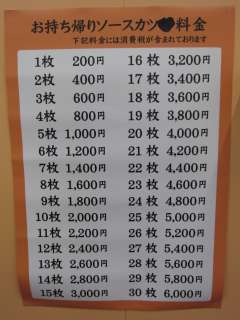 お持ち帰りソースカツ♥料金
下記料金には消費税が含まれております
1枚 200円
2枚 400円
3枚 600円
4枚 800円
5枚 1,000円
6枚 1,200円
7枚 1,400円
8枚 1,600円
9枚 1,800円
10枚 2,000円
11枚 2,200円
12枚 2,400円
13枚 2,600円
14枚 2,800円
15枚 3,000円
16枚 3,200円
17枚 3,400円
18枚 3,600円
19枚 3,800円
20枚 4,000円
21枚 4,200円
22枚 4,400円
23枚 4,600円
24枚 4,800円
25枚 5,000円
26枚 5,200円
27枚 5,400円
28枚 5,600円
29枚 5,800円
30枚 6,000円